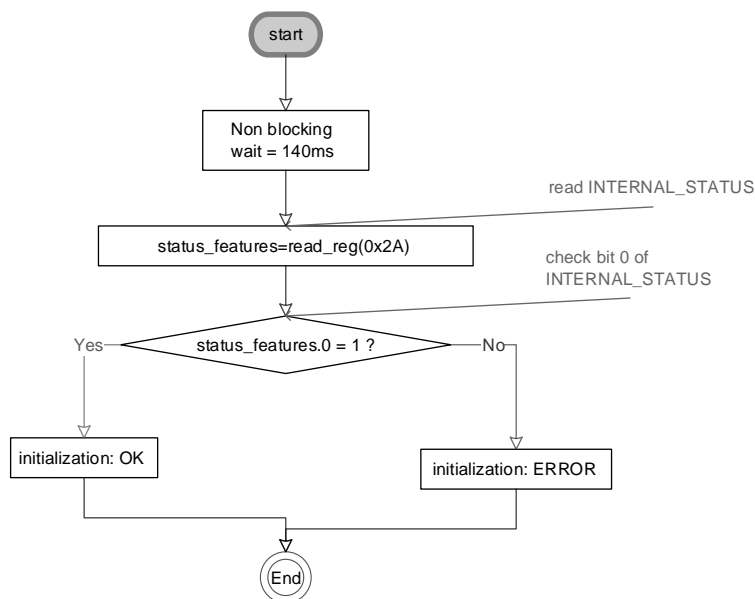 start
Non blocking
wait = 140ms
read INTERNAL_STATUS
status_features=read_reg(0x2A)
check bit 0 of
INTERNAL_STATUS
Yes
status_features.0 = 1 ?
No
initialization: OK
initialization: ERROR
End